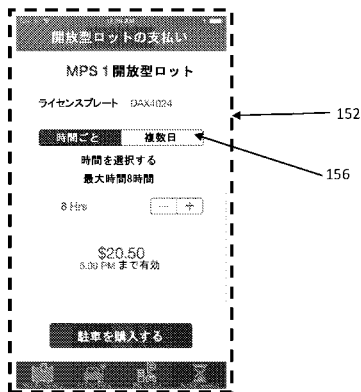 開放型ロットの支払い
MPS 1 開放型ロット
ライセンスプレート DAX4024
152
時間ごと 複数日
156
時間を選択する
最大時間8時間
8 Hrs − +
$20.50
5:06 PM まで有効
駐車を購入する